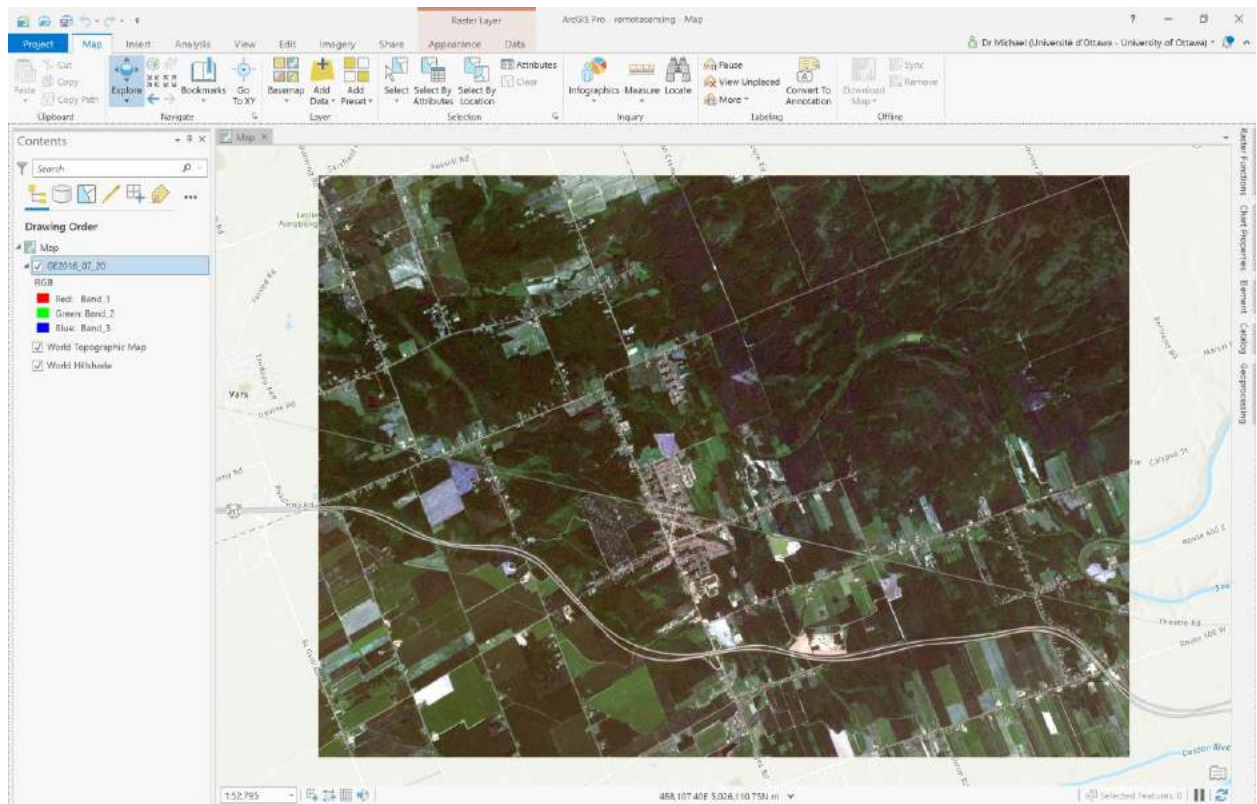 Raster Layer
ArcGIS Pro - remotesensing - Map
Project Map Insert Analysis View Edit Imagery Share Appearance Data
Dr Michael (Université d'Ottawa - University of Ottawa)
Paste
Cut
Copy
Copy Path
Explore
Bookmarks
Go To XY
Basemap
Add Data
Add Preset
Select
Select By Attributes
Select By Location
Attributes
Clear
Infographics
Measure
Locate
Pause
View Unplaced
More
Convert To Annotation
Download Map
Sync
Remove
Clipboard Navigate Layer Selection Inquiry Labeling Offline
Contents
Map
Search
Drawing Order
Map
GE2016_07_20
RGB
Red: Band_1
Green: Band_2
Blue: Band_3
World Topographic Map
World Hillshade
Russell Rd
Vars
Calypso St
Route 600 E
Theatre Rd
Route 600 W
Castor Rive
Raster Functions
Chart Properties
Element
Catalog
Geoprocessing
1:52,795
488,107.40E 5,026,110.75N m
Selected Features: 0